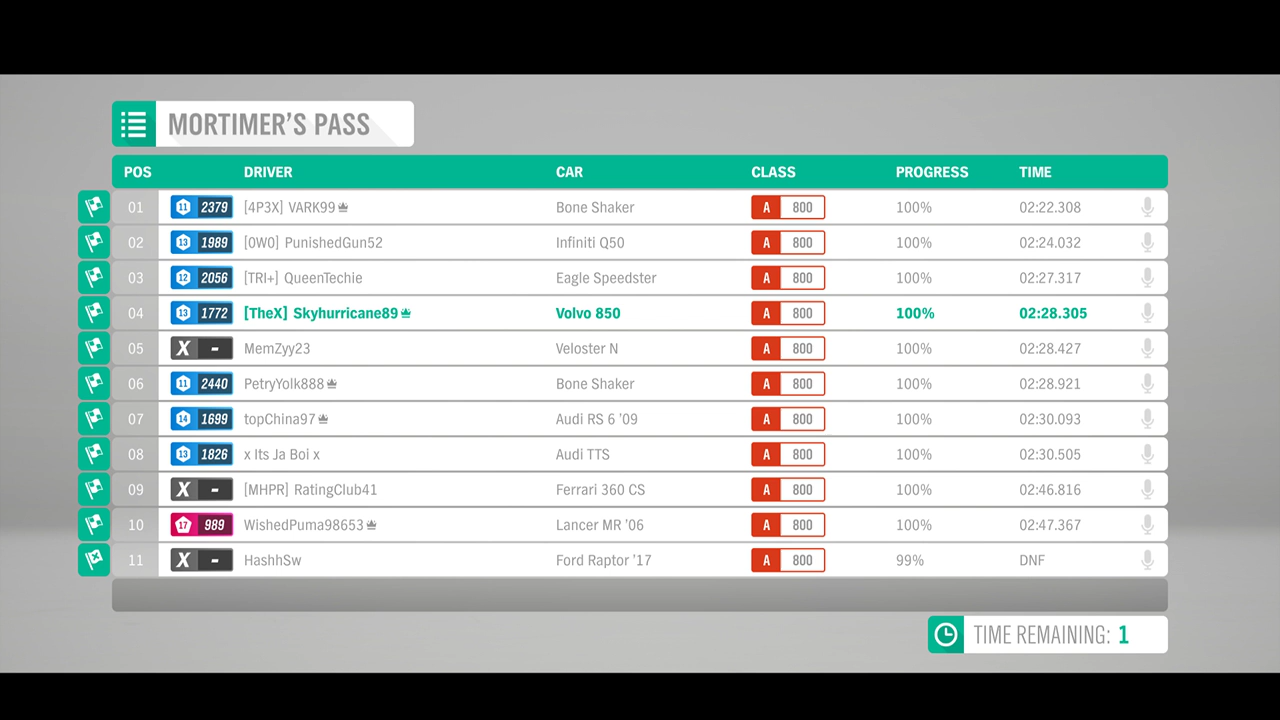 MORTIMER'S PASS
POS DRIVER CAR CLASS PROGRESS TIME
01 11 2379 [4P3X] VARK99 Bone Shaker A 800 100% 02:22.308
02 13 1989 [0W0] PunishedGun52 Infiniti Q50 A 800 100% 02:24.032
03 12 2056 [TRI+] QueenTechie Eagle Speedster A 800 100% 02:27.317
04 13 1772 [TheX] Skyhurricane89 Volvo 850 A 800 100% 02:28.305
05 X - MemZyy23 Veloster N A 800 100% 02:28.427
06 11 2440 PetryYolk888 Bone Shaker A 800 100% 02:28.921
07 14 1699 topChina97 Audi RS 6 '09 A 800 100% 02:30.093
08 13 1826 x Its Ja Boi x Audi TTS A 800 100% 02:30.505
09 X - [MHPR] RatingClub41 Ferrari 360 CS A 800 100% 02:46.816
10 17 989 WishedPuma98653 Lancer MR '06 A 800 100% 02:47.367
11 X - HashhSw Ford Raptor '17 A 800 99% DNF
TIME REMAINING: 1